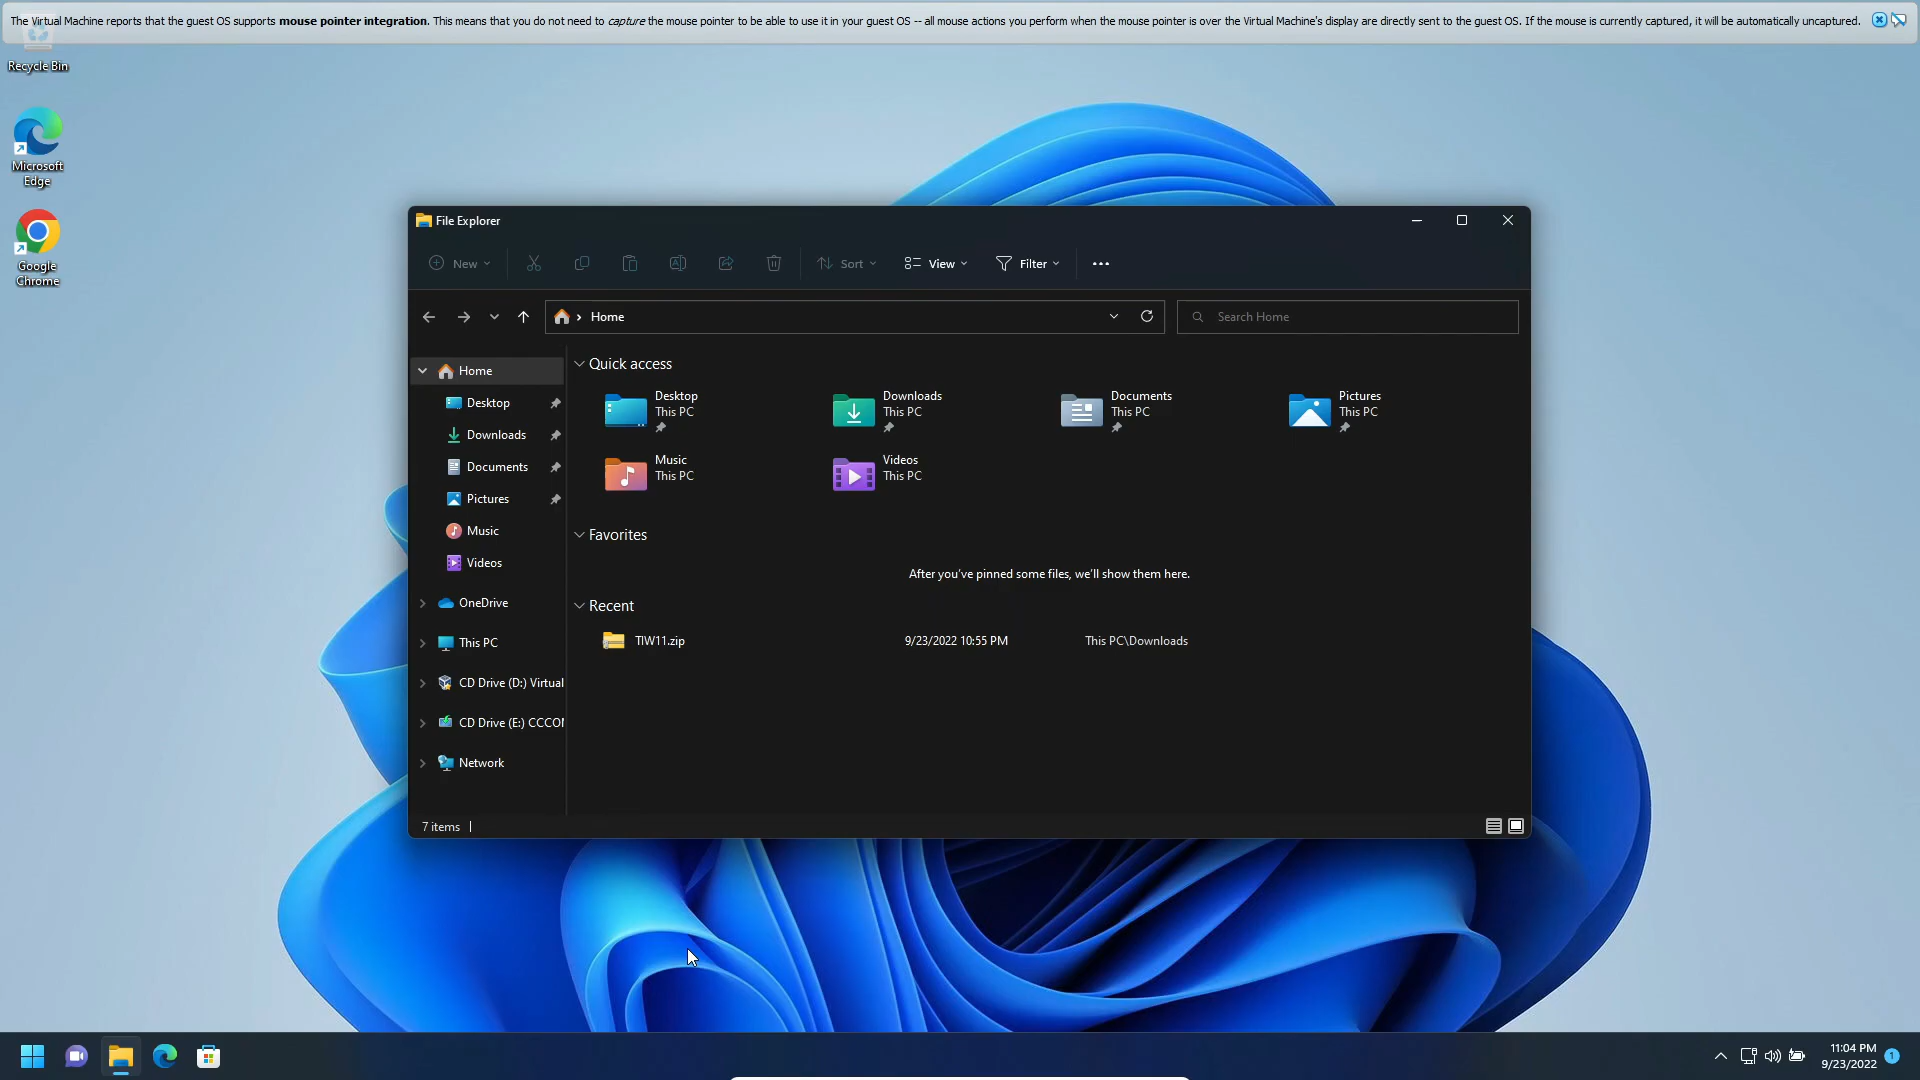 The Virtual Machine reports that the guest OS supports mouse pointer integration. This means that you do not need to capture the mouse pointer to be able to use it in your guest OS -- all mouse actions you perform when the mouse pointer is over the Virtual Machine's display are directly sent to the guest OS. If the mouse is currently captured, it will be automatically uncaptured.
Recycle Bin
Microsoft
Edge
Google
Chrome
File Explorer
New
Sort
View
Filter
Home
Search Home
Home
Desktop
Downloads
Documents
Pictures
Music
Videos
OneDrive
This PC
CD Drive (D:) Virtual
CD Drive (E:) CCCO
Network
Quick access
Desktop
This PC
Downloads
This PC
Documents
This PC
Pictures
This PC
Music
This PC
Videos
This PC
Favorites
After you've pinned some files, we'll show them here.
Recent
TIW11.zip 9/23/2022 10:55 PM This PC\Downloads
7 items
11:04 PM
9/23/2022
1